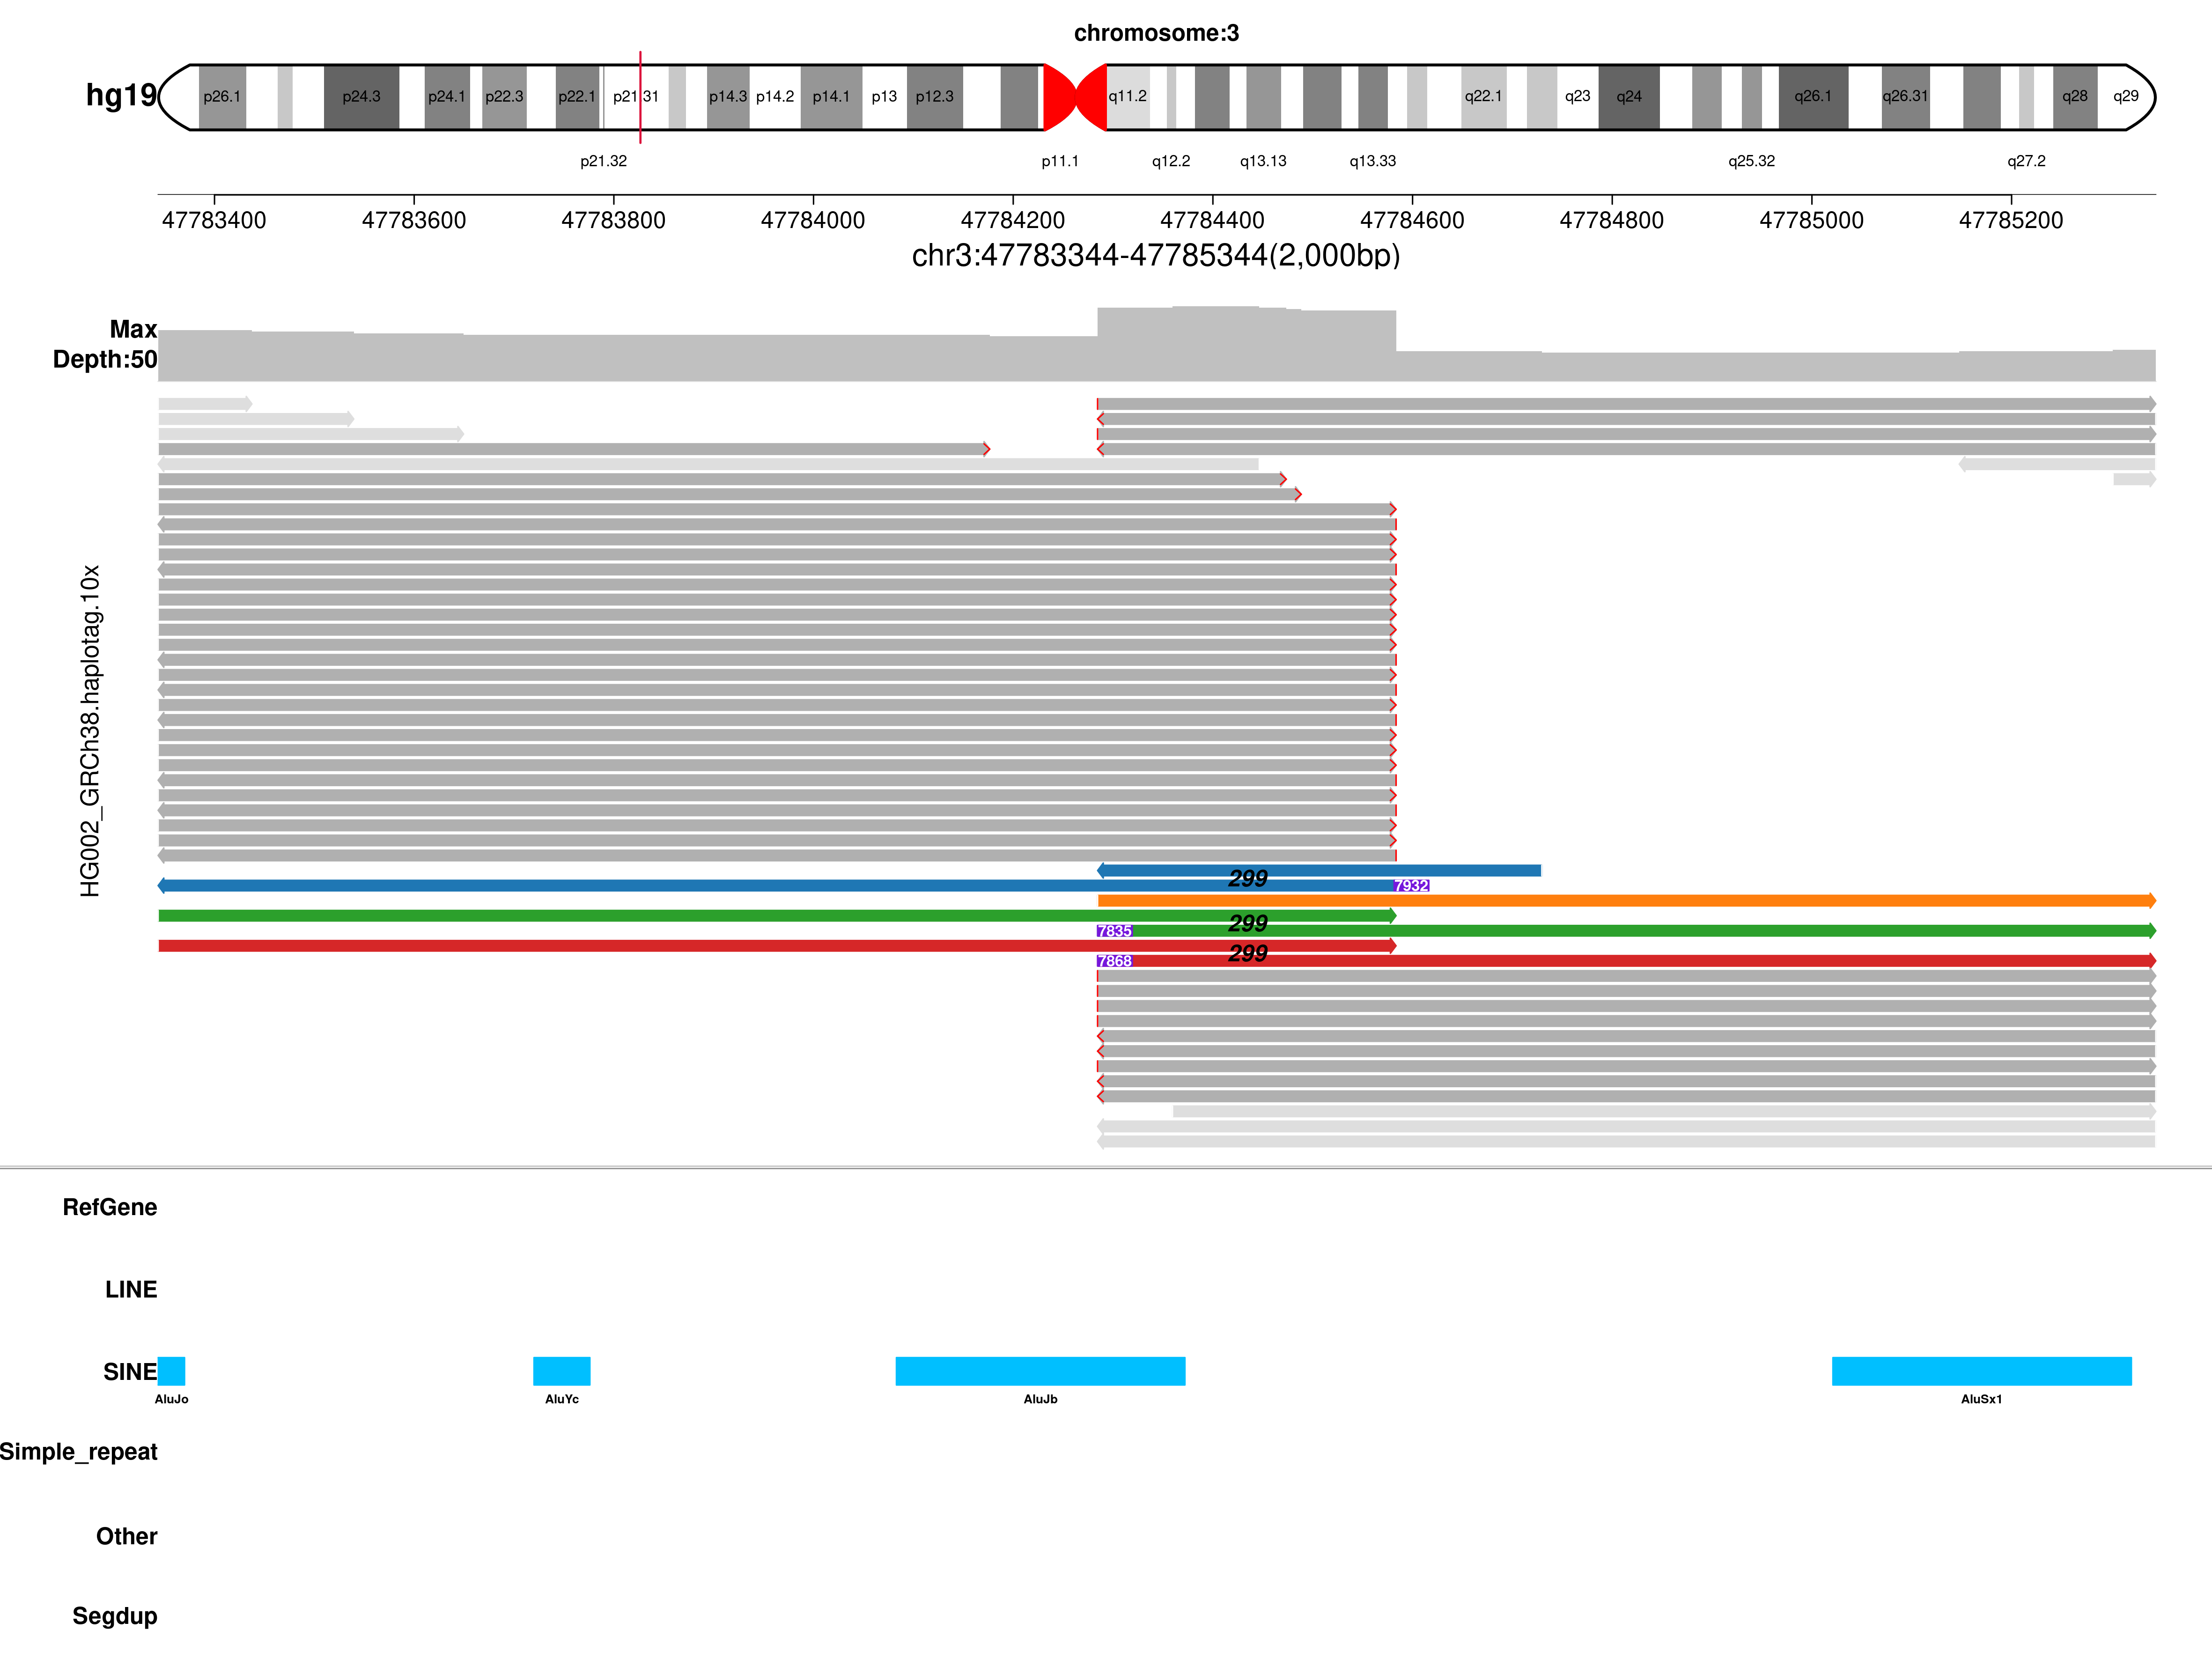 chromosome:3
hg19
p26.1 p24.3 p24.1 p22.3 p22.1 p21.31 p14.3 p14.2 p14.1 p13 p12.3 q11.2 q22.1 q23 q24 q26.1 q26.31 q28 q29
p21.32 p11.1 q12.2 q13.13 q13.33 q25.32 q27.2
47783400 47783600 47783800 47784000 47784200 47784400 47784600 47784800 47785000 47785200
chr3:47783344-47785344(2,000bp)
Max
Depth:50
HG002_GRCh38.haplotag.10x
299
7932
299
7835
299
7868
RefGene
LINE
SINE
AluJo AluYc AluJb AluSx1
Simple_repeat
Other
Segdup